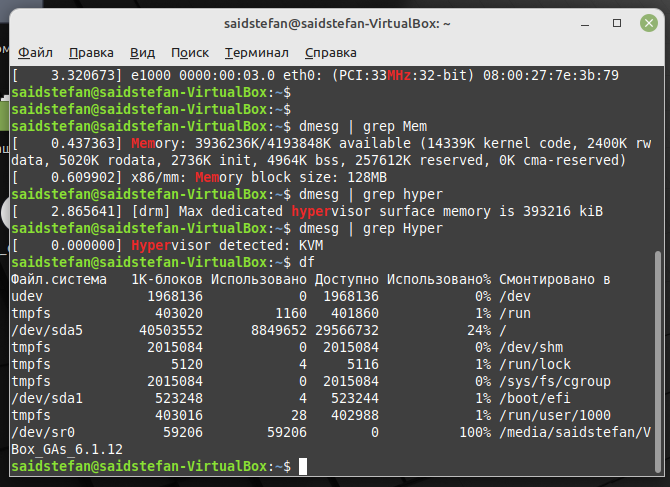 saidstefan@saidstefan-VirtualBox: ~
Файл Правка Вид Поиск Терминал Справка
[    3.320673] e1000 0000:00:03.0 eth0: (PCI:33MHz:32-bit) 08:00:27:7e:3b:79
saidstefan@saidstefan-VirtualBox:~$
saidstefan@saidstefan-VirtualBox:~$
saidstefan@saidstefan-VirtualBox:~$ dmesg | grep Mem
[    0.437363] Memory: 3936236K/4193848K available (14339K kernel code, 2400K rw
data, 5020K rodata, 2736K init, 4964K bss, 257612K reserved, 0K cma-reserved)
[    0.609902] x86/mm: Memory block size: 128MB
saidstefan@saidstefan-VirtualBox:~$ dmesg | grep hyper
[    2.865641] [drm] Max dedicated hypervisor surface memory is 393216 kiB
saidstefan@saidstefan-VirtualBox:~$ dmesg | grep Hyper
[    0.000000] Hypervisor detected: KVM
saidstefan@saidstefan-VirtualBox:~$ df
Файл.система   1K-блоков Использовано Доступно Использовано% Смонтировано в
udev             1968136            0  1968136            0% /dev
tmpfs             403020         1160   401860            1% /run
/dev/sda5       40503552      8849652 29566732           24% /
tmpfs            2015084            0  2015084            0% /dev/shm
tmpfs               5120            4     5116            1% /run/lock
tmpfs            2015084            0  2015084            0% /sys/fs/cgroup
/dev/sda1         523248            4   523244            1% /boot/efi
tmpfs             403016           28   402988            1% /run/user/1000
/dev/sr0           59206        59206        0          100% /media/saidstefan/V
Box_GAs_6.1.12
saidstefan@saidstefan-VirtualBox:~$